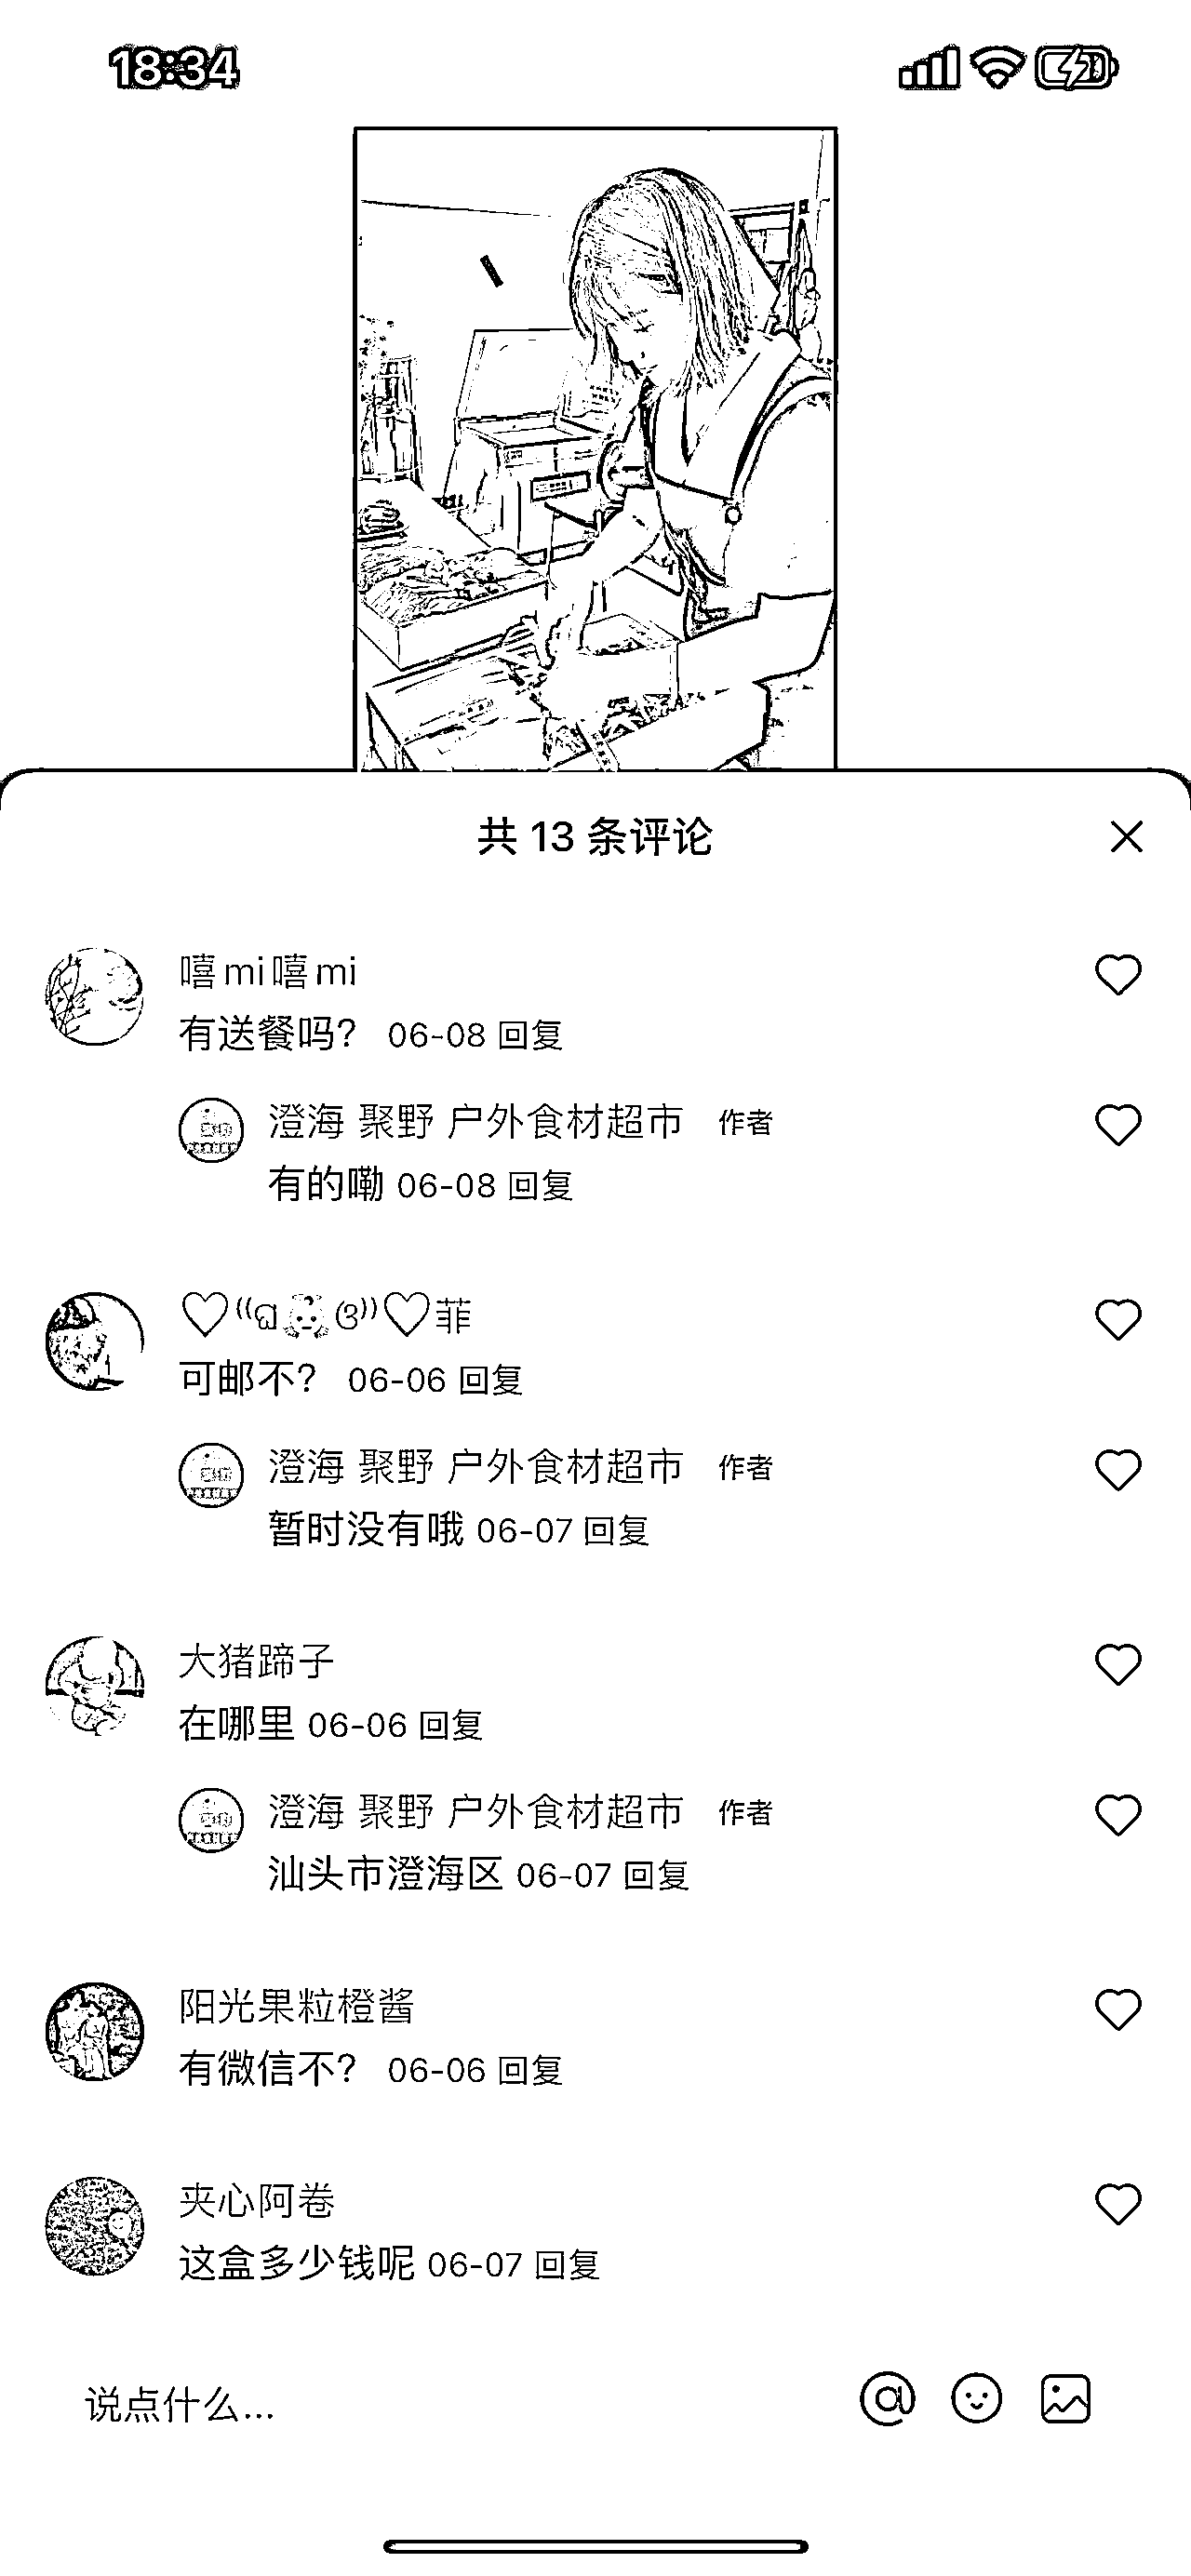 18:34
共 13 条评论
嘻mi嘻mi
有送餐吗? 06-08 回复
澄海 聚野 户外食材超市 作者
有的嘞 06-08 回复
♡⁽⁽ଘ👶ଓ⁾⁾♡菲
可邮不? 06-06 回复
澄海 聚野 户外食材超市 作者
暂时没有哦 06-07 回复
大猪蹄子
在哪里 06-06 回复
澄海 聚野 户外食材超市 作者
汕头市澄海区 06-07 回复
阳光果粒橙酱
有微信不? 06-06 回复
夹心阿卷
这盒多少钱呢 06-07 回复
说点什么...